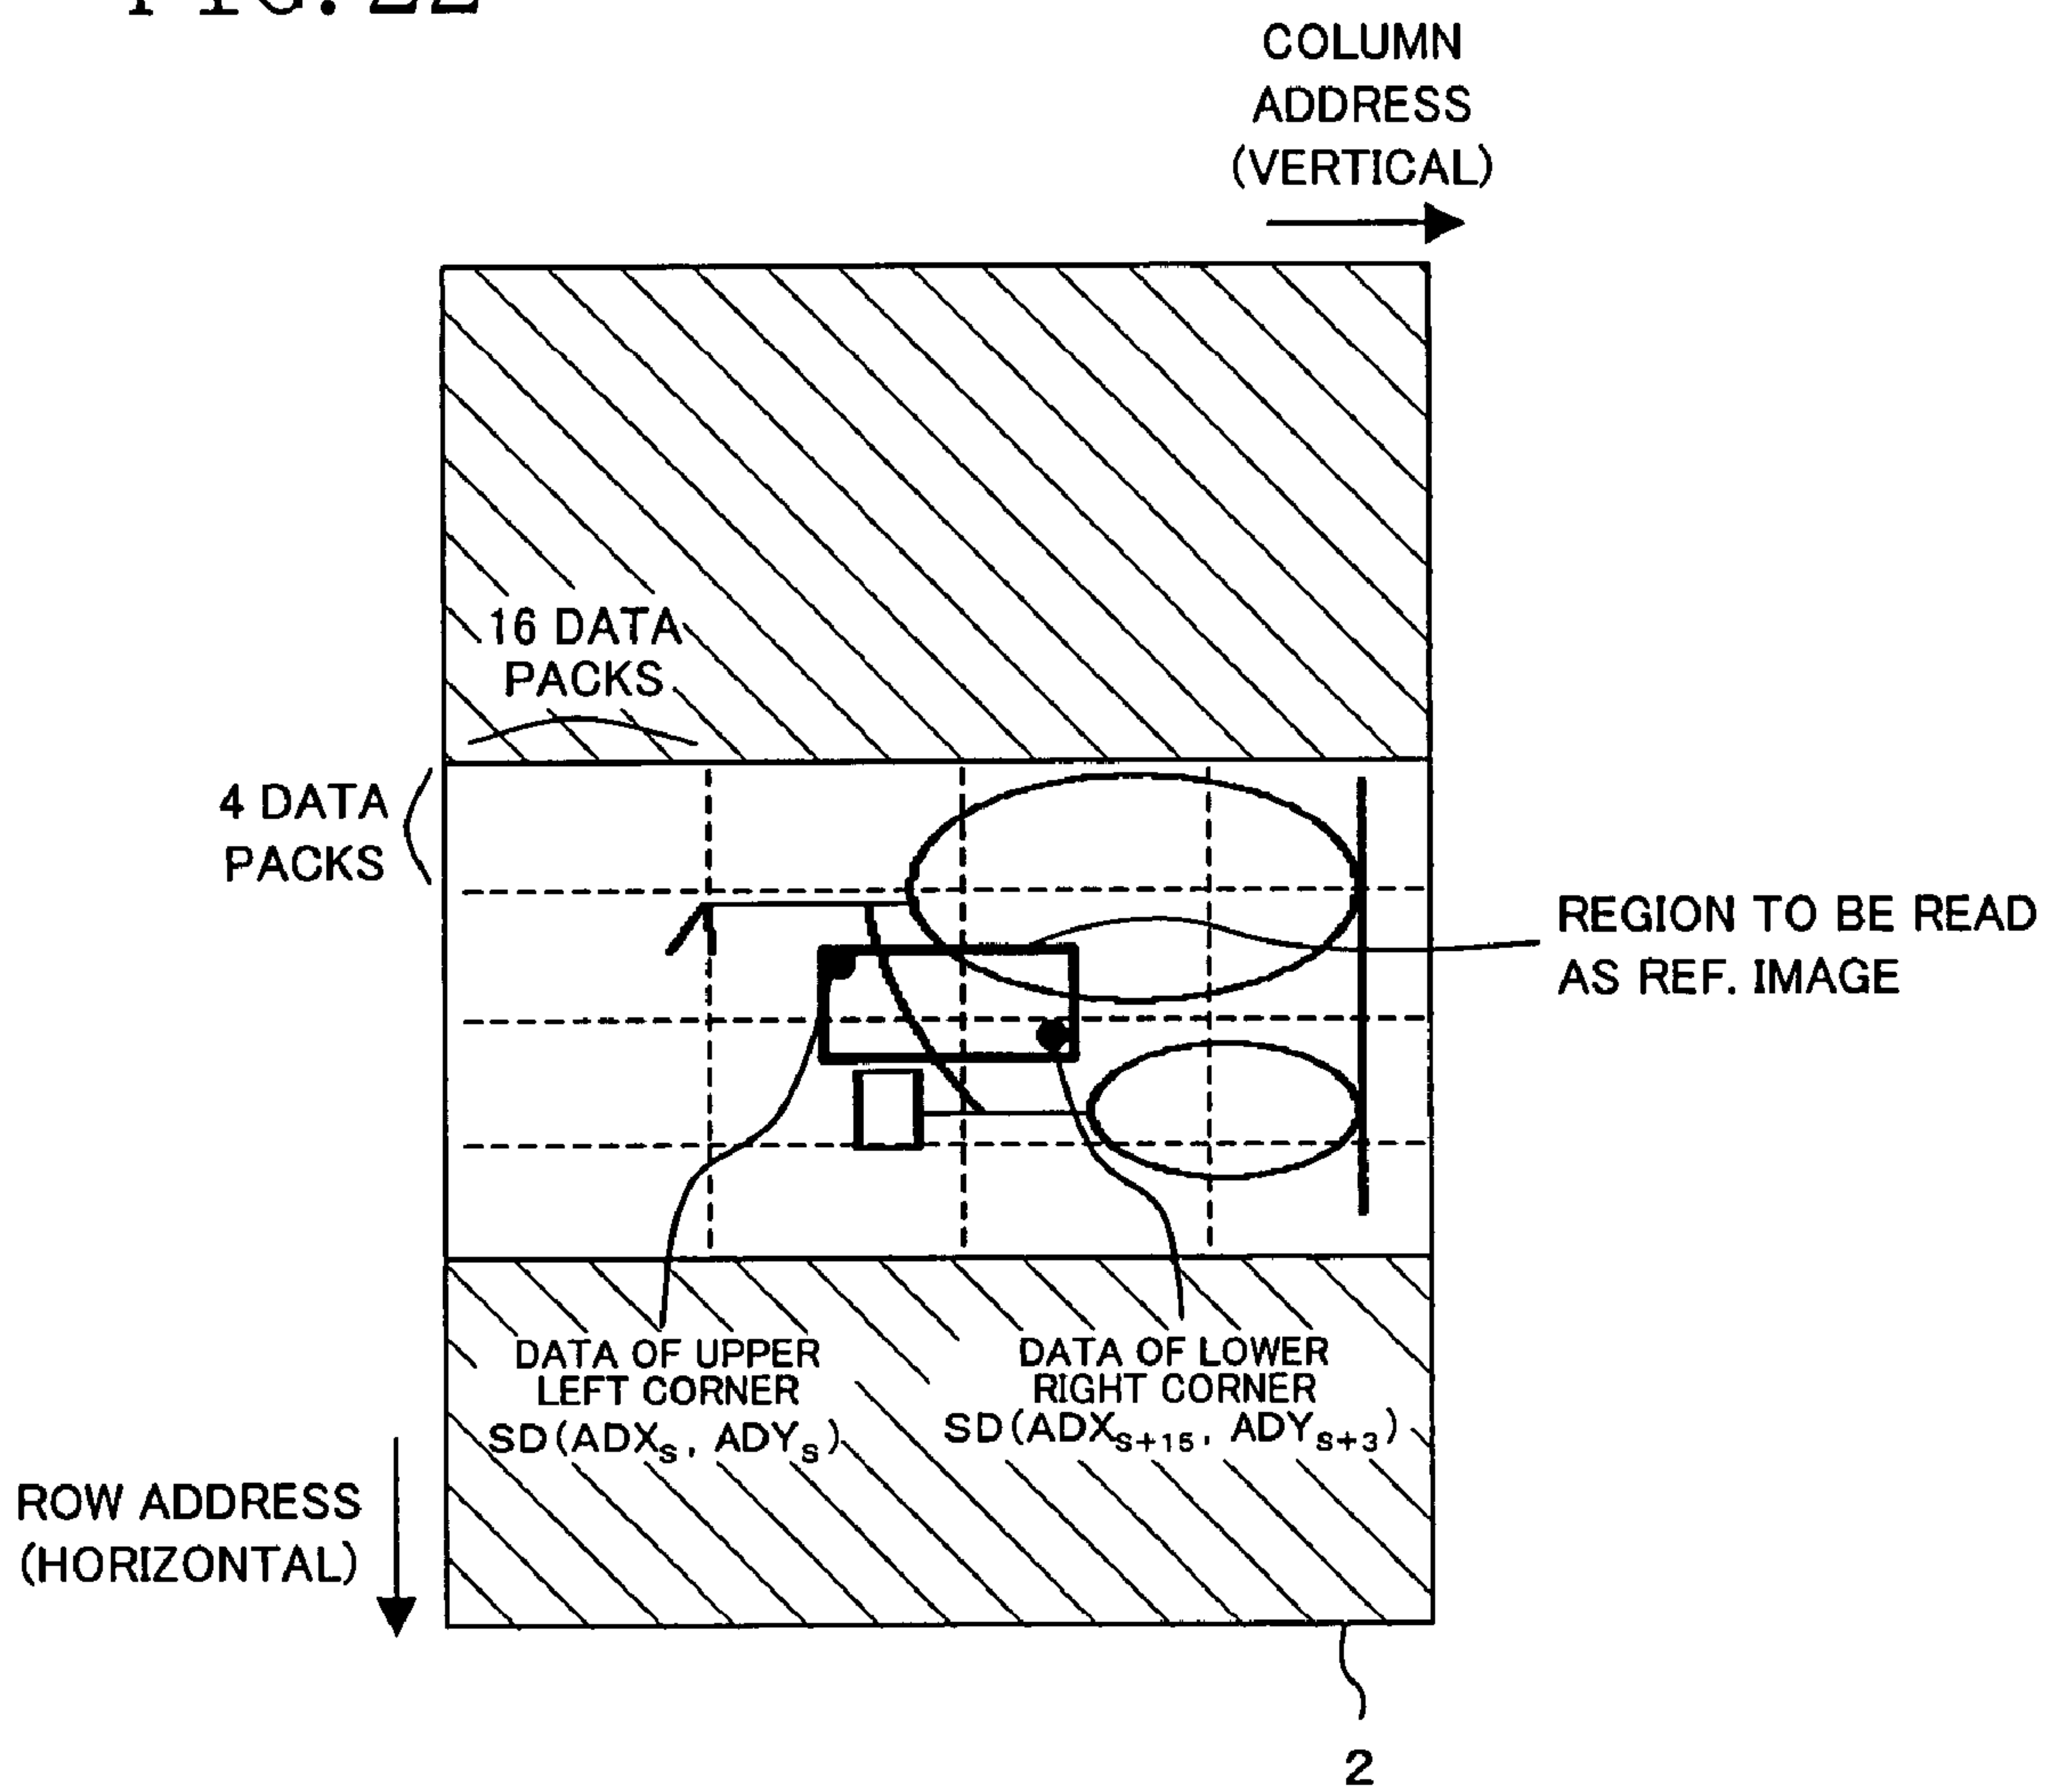 FIG. 22
COLUMN
ADDRESS
(VERTICAL)
16 DATA
PACKS
4 DATA
PACKS
REGION TO BE READ
AS REF. IMAGE
DATA OF UPPER
LEFT CORNER
SD(ADXs, ADYs)
DATA OF LOWER
RIGHT CORNER
SD(ADXs+15, ADYs+3)
ROW ADDRESS
(HORIZONTAL)
2